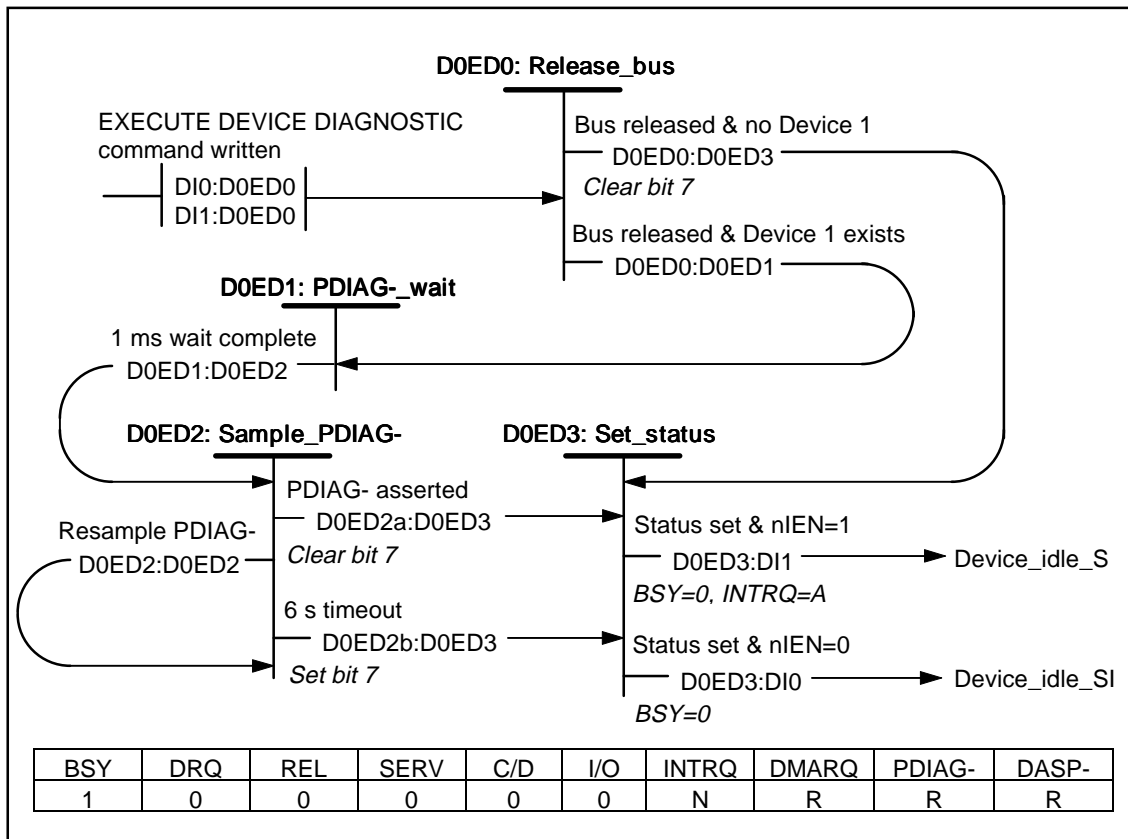 D0ED0: Release_bus
EXECUTE DEVICE DIAGNOSTIC
command written
DI0:D0ED0
DI1:D0ED0
Bus released & no Device 1
D0ED0:D0ED3
Clear bit 7
Bus released & Device 1 exists
D0ED0:D0ED1
D0ED1: PDIAG-_wait
1 ms wait complete
D0ED1:D0ED2
D0ED2: Sample_PDIAG-
PDIAG- asserted
D0ED2a:D0ED3
Clear bit 7
Resample PDIAG-
D0ED2:D0ED2
6 s timeout
D0ED2b:D0ED3
Set bit 7
D0ED3: Set_status
Status set & nIEN=1
D0ED3:DI1
Device_idle_S
BSY=0, INTRQ=A
Status set & nIEN=0
D0ED3:DI0
Device_idle_SI
BSY=0
BSY DRQ REL SERV C/D I/O INTRQ DMARQ PDIAG- DASP-
1 0 0 0 0 0 N R R R